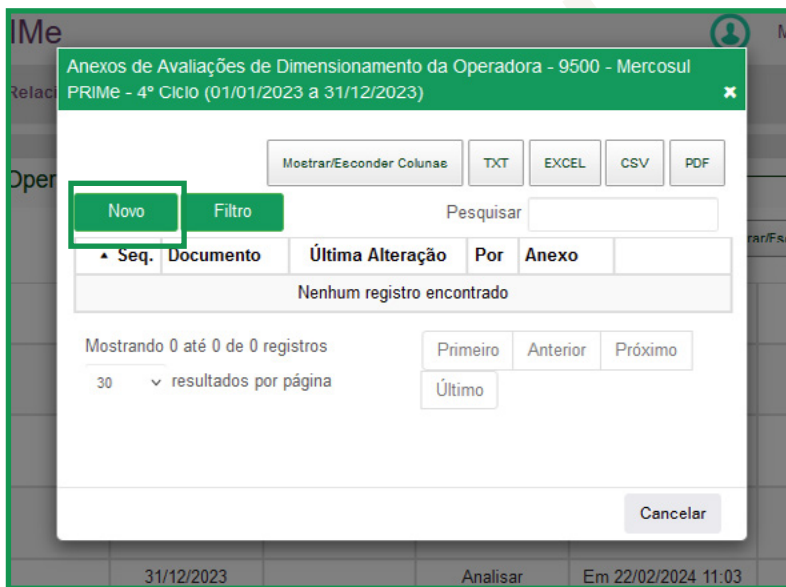 IMe
M
Anexos de Avaliações de Dimensionamento da Operadora - 9500 - Mercosul
Relaci
PRIMe - 4º Ciclo (01/01/2023 a 31/12/2023)
Mostrar/Esconder Colunas TXT EXCEL CSV PDF
Oper
Novo Filtro Pesquisar
rar/Es
Seq. Documento Última Alteração Por Anexo
Nenhum registro encontrado
Mostrando 0 até 0 de 0 registros
Primeiro Anterior Próximo
30 resultados por página
Último
Cancelar
31/12/2023 Analisar Em 22/02/2024 11:03